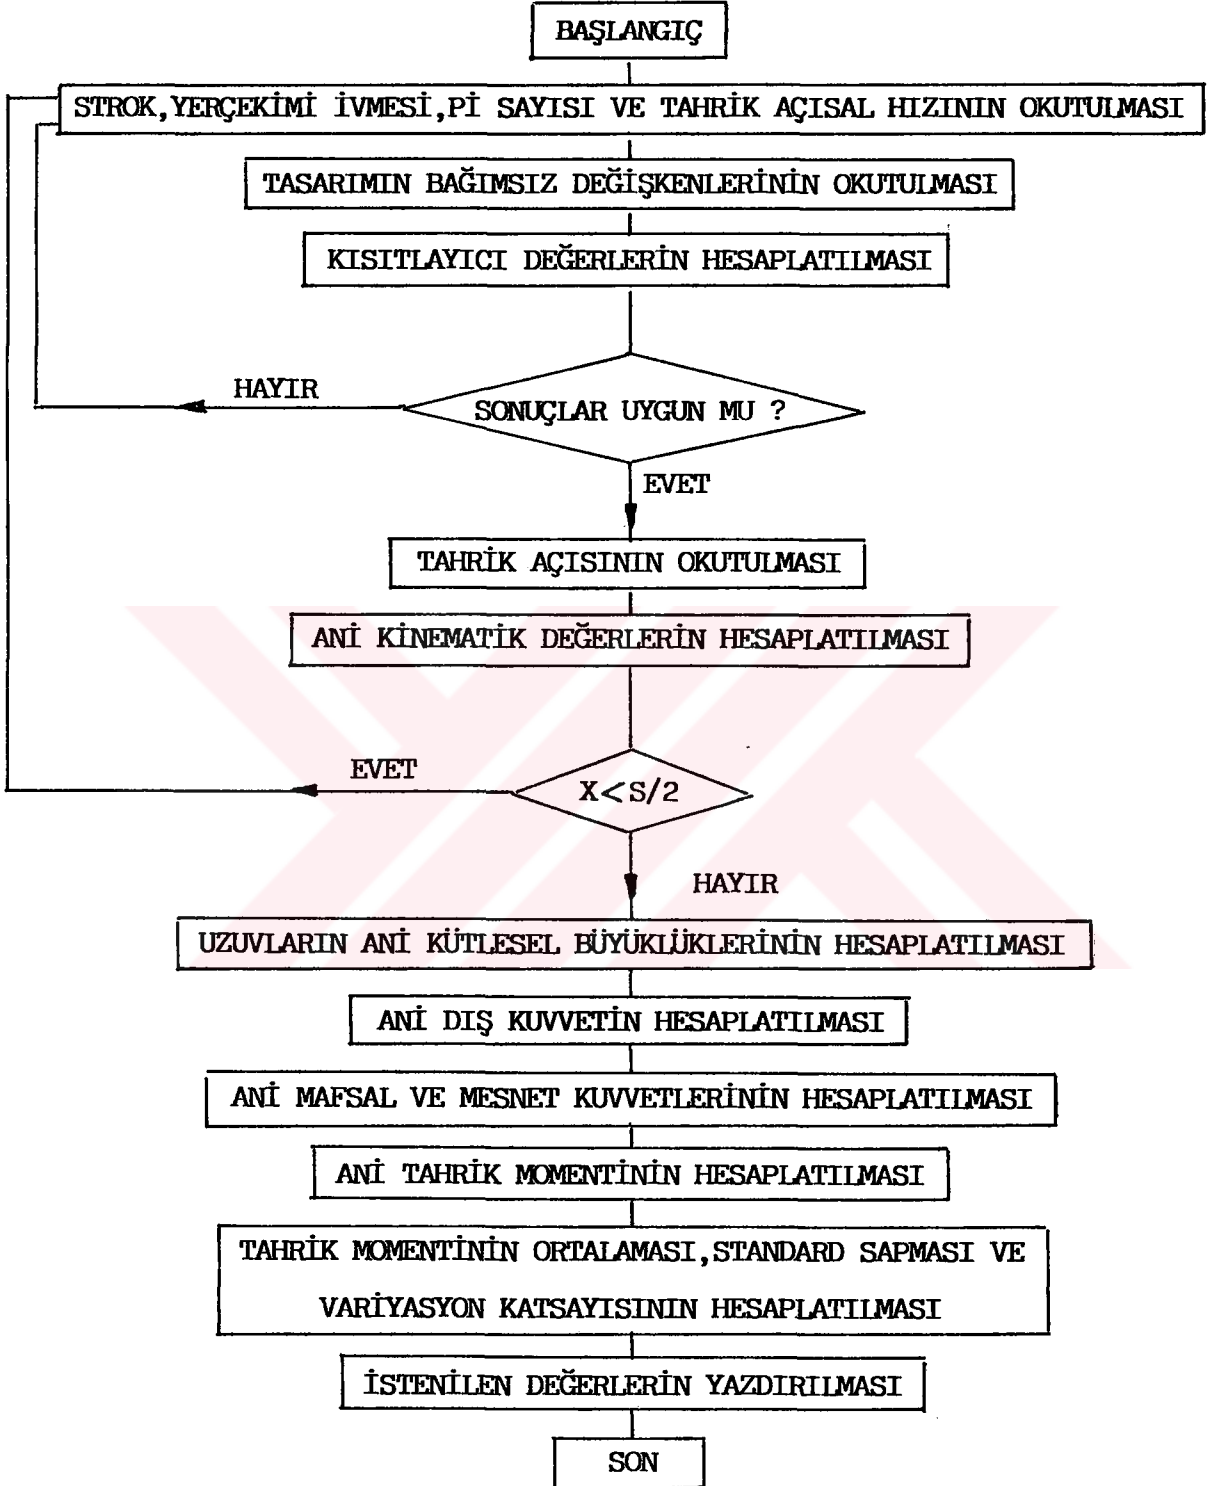 BAŞLANGIÇ
STROK,YERÇEKİMİ İVMESİ,Pİ SAYISI VE TAHRİK AÇISAL HIZININ OKUTULMASI
TASARIMIN BAĞIMSIZ DEĞİŞKENLERİNİN OKUTULMASI
KISITLAYICI DEĞERLERİN HESAPLATILMASI
HAYIR
SONUÇLAR UYGUN MU ?
EVET
TAHRİK AÇISININ OKUTULMASI
ANİ KİNEMATİK DEĞERLERİN HESAPLATILMASI
EVET
X<S/2
HAYIR
UZUVLARIN ANİ KÜTLESEL BÜYÜKLÜKLERİNİN HESAPLATILMASI
ANİ DIŞ KUVVETİN HESAPLATILMASI
ANİ MAFSAL VE MESNET KUVVETLERİNİN HESAPLATILMASI
ANİ TAHRİK MOMENTİNİN HESAPLATILMASI
TAHRİK MOMENTİNİN ORTALAMASI,STANDARD SAPMASI VE
VARİYASYON KATSAYISININ HESAPLATILMASI
İSTENİLEN DEĞERLERİN YAZDIRILMASI
SON